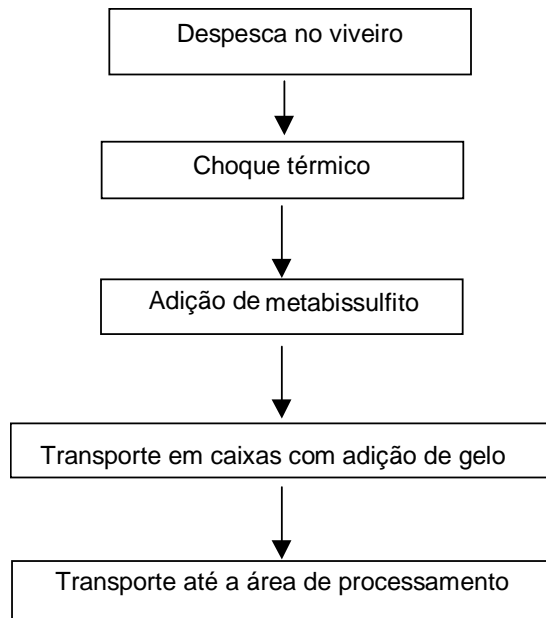 Despesca no viveiro
Choque térmico
Adição de metabissulfito
Transporte em caixas com adição de gelo
Transporte até a área de processamento